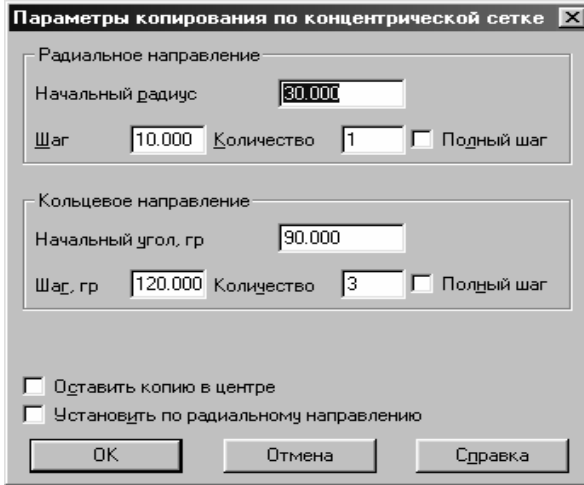 Параметры копирования по концентрической сетке
Радиальное направление
Начальный радиус 30.000
Шаг 10.000 Количество 1 Полный шаг
Кольцевое направление
Начальный угол, гр 90.000
Шаг, гр 120.000 Количество 3 Полный шаг
Оставить копию в центре
Установить по радиальному направлению
OK Отмена Справка